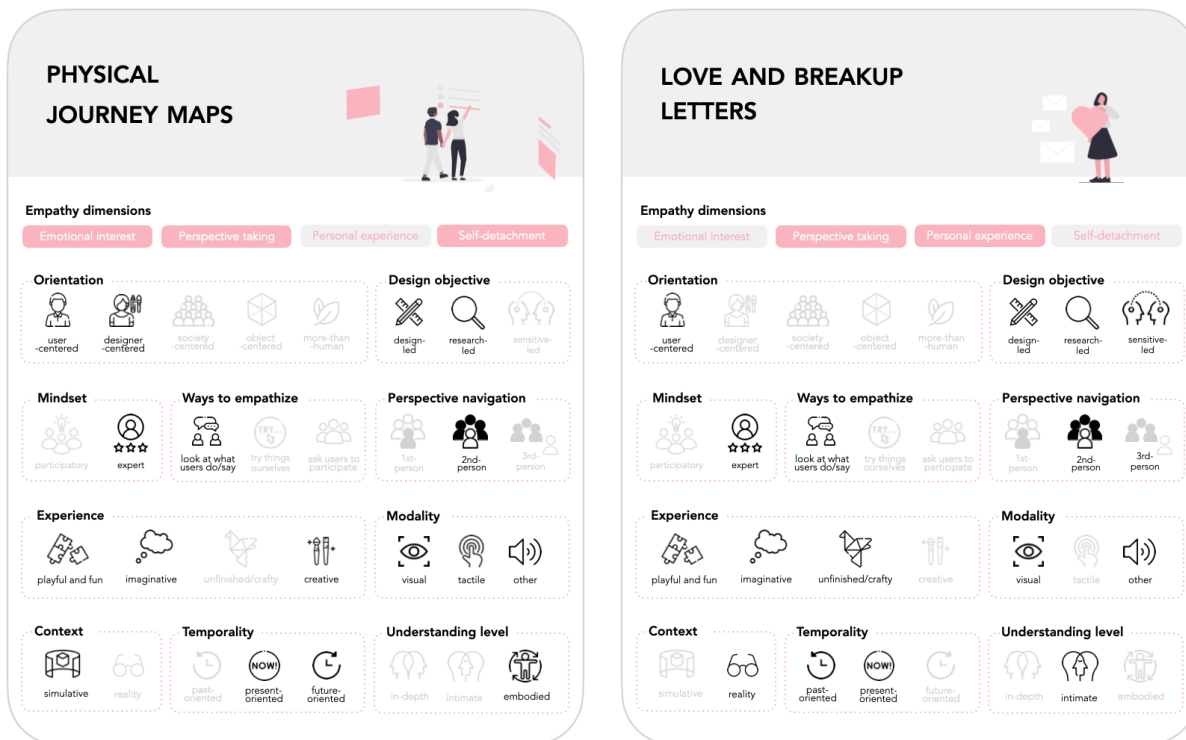 PHYSICAL
JOURNEY MAPS
Empathy dimensions
Emotional interest
Perspective taking
Personal experience
Self-detachment
Orientation
user
-centered
designer
-centered
society
-centered
object
-centered
more-than
-human
Design objective
design-
led
research-
led
sensitive-
led
Mindset
participatory
expert
Ways to empathize
look at what
users do/say
TRY...
try things
ourselves
ask users to
participate
Perspective navigation
1st-
person
2nd-
person
3rd-
person
Experience
playful and fun
imaginative
unfinished/crafty
creative
Modality
visual
tactile
other
Context
simulative
reality
Temporality
past-
oriented
NOW!
present-
oriented
future-
oriented
Understanding level
in-depth
intimate
embodied
LOVE AND BREAKUP
LETTERS
Empathy dimensions
Emotional interest
Perspective taking
Personal experience
Self-detachment
Orientation
user
-centered
designer
-centered
society
-centered
object
-centered
more-than
-human
Design objective
design-
led
research-
led
sensitive-
led
Mindset
participatory
expert
Ways to empathize
look at what
users do/say
TRY...
try things
ourselves
ask users to
participate
Perspective navigation
1st-
person
2nd-
person
3rd-
person
Experience
playful and fun
imaginative
unfinished/crafty
creative
Modality
visual
tactile
other
Context
simulative
reality
Temporality
past-
oriented
NOW!
present-
oriented
future-
oriented
Understanding level
in-depth
intimate
embodied